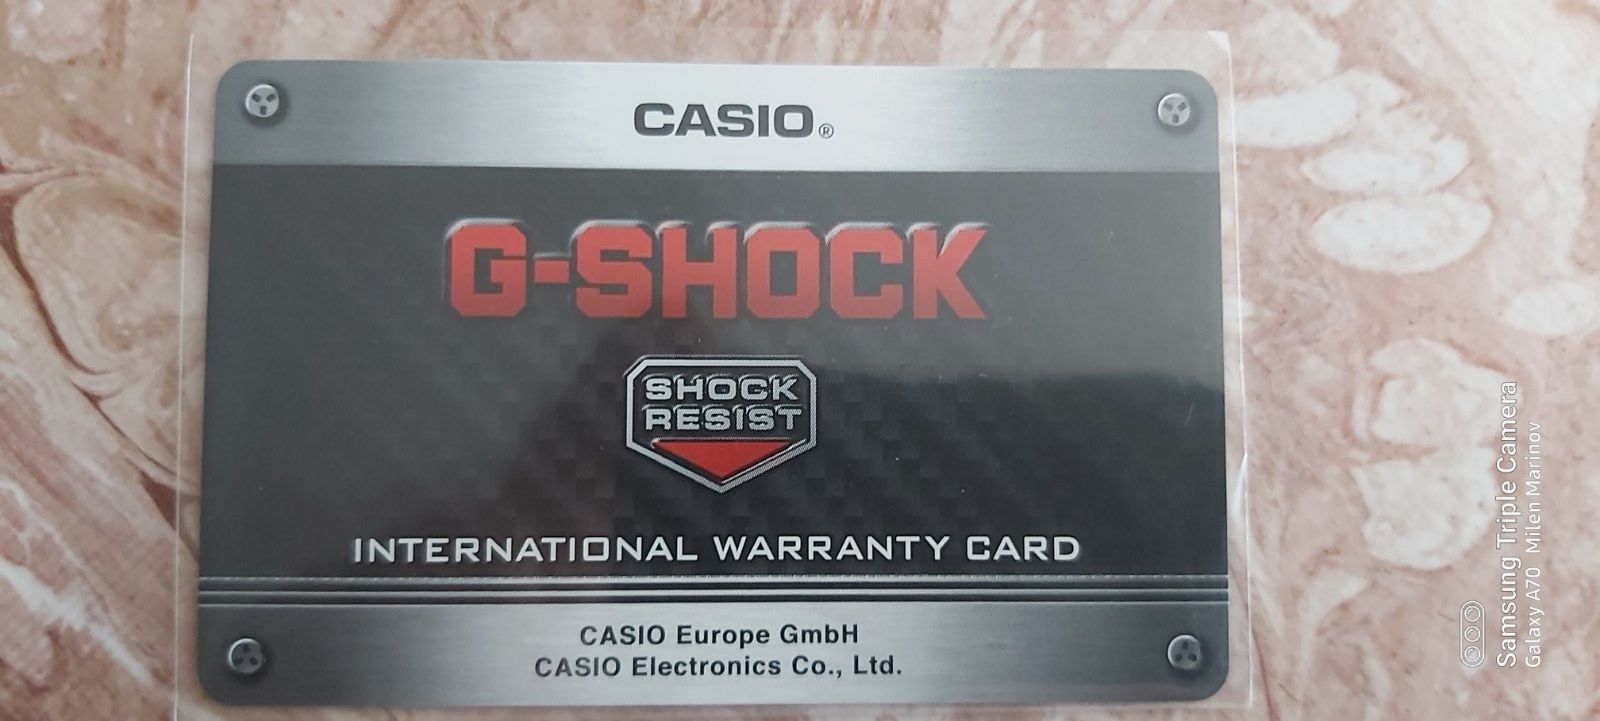 CASIO®
G-SHOCK
SHOCK
RESIST
INTERNATIONAL WARRANTY CARD
CASIO Europe GmbH
CASIO Electronics Co., Ltd.
Samsung Triple Camera
Galaxy A70 Milen Marinov